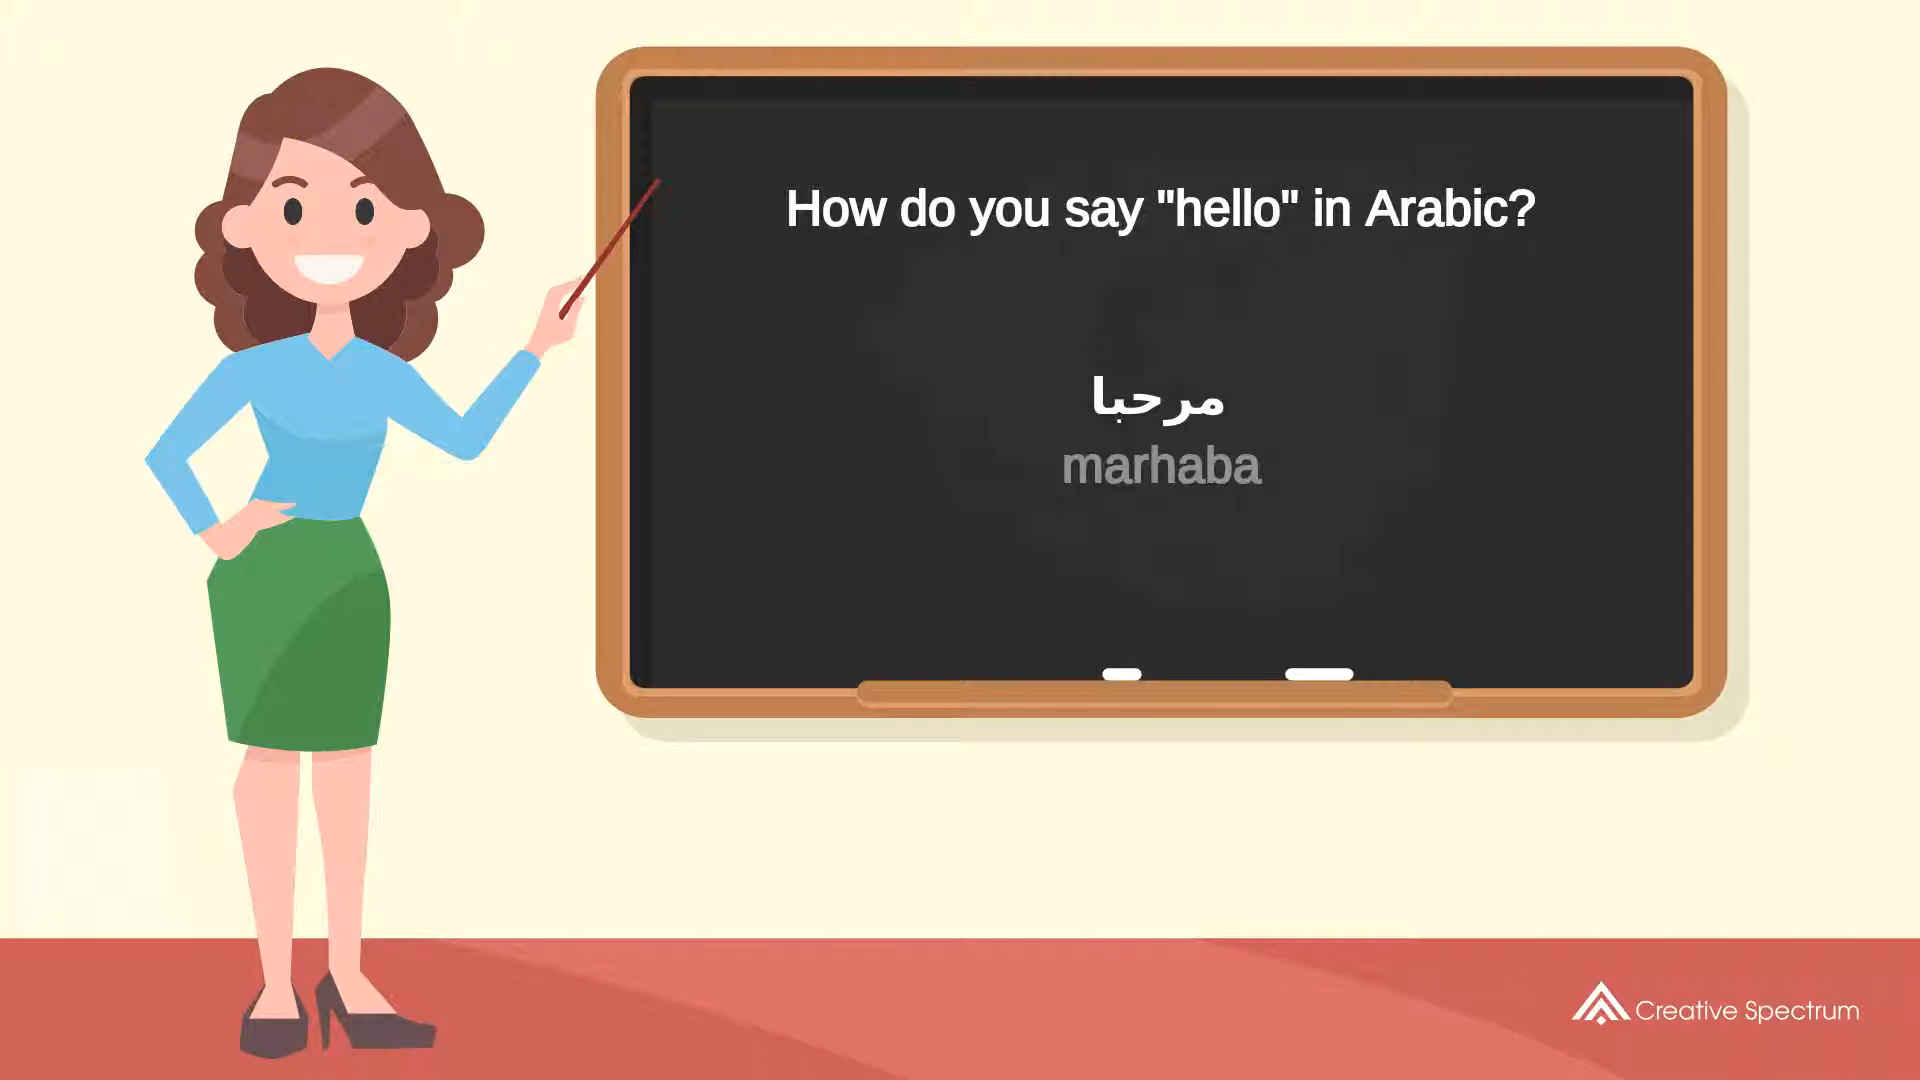 How do you say "hello" in Arabic?
مرحبا
marhaba
Creative Spectrum